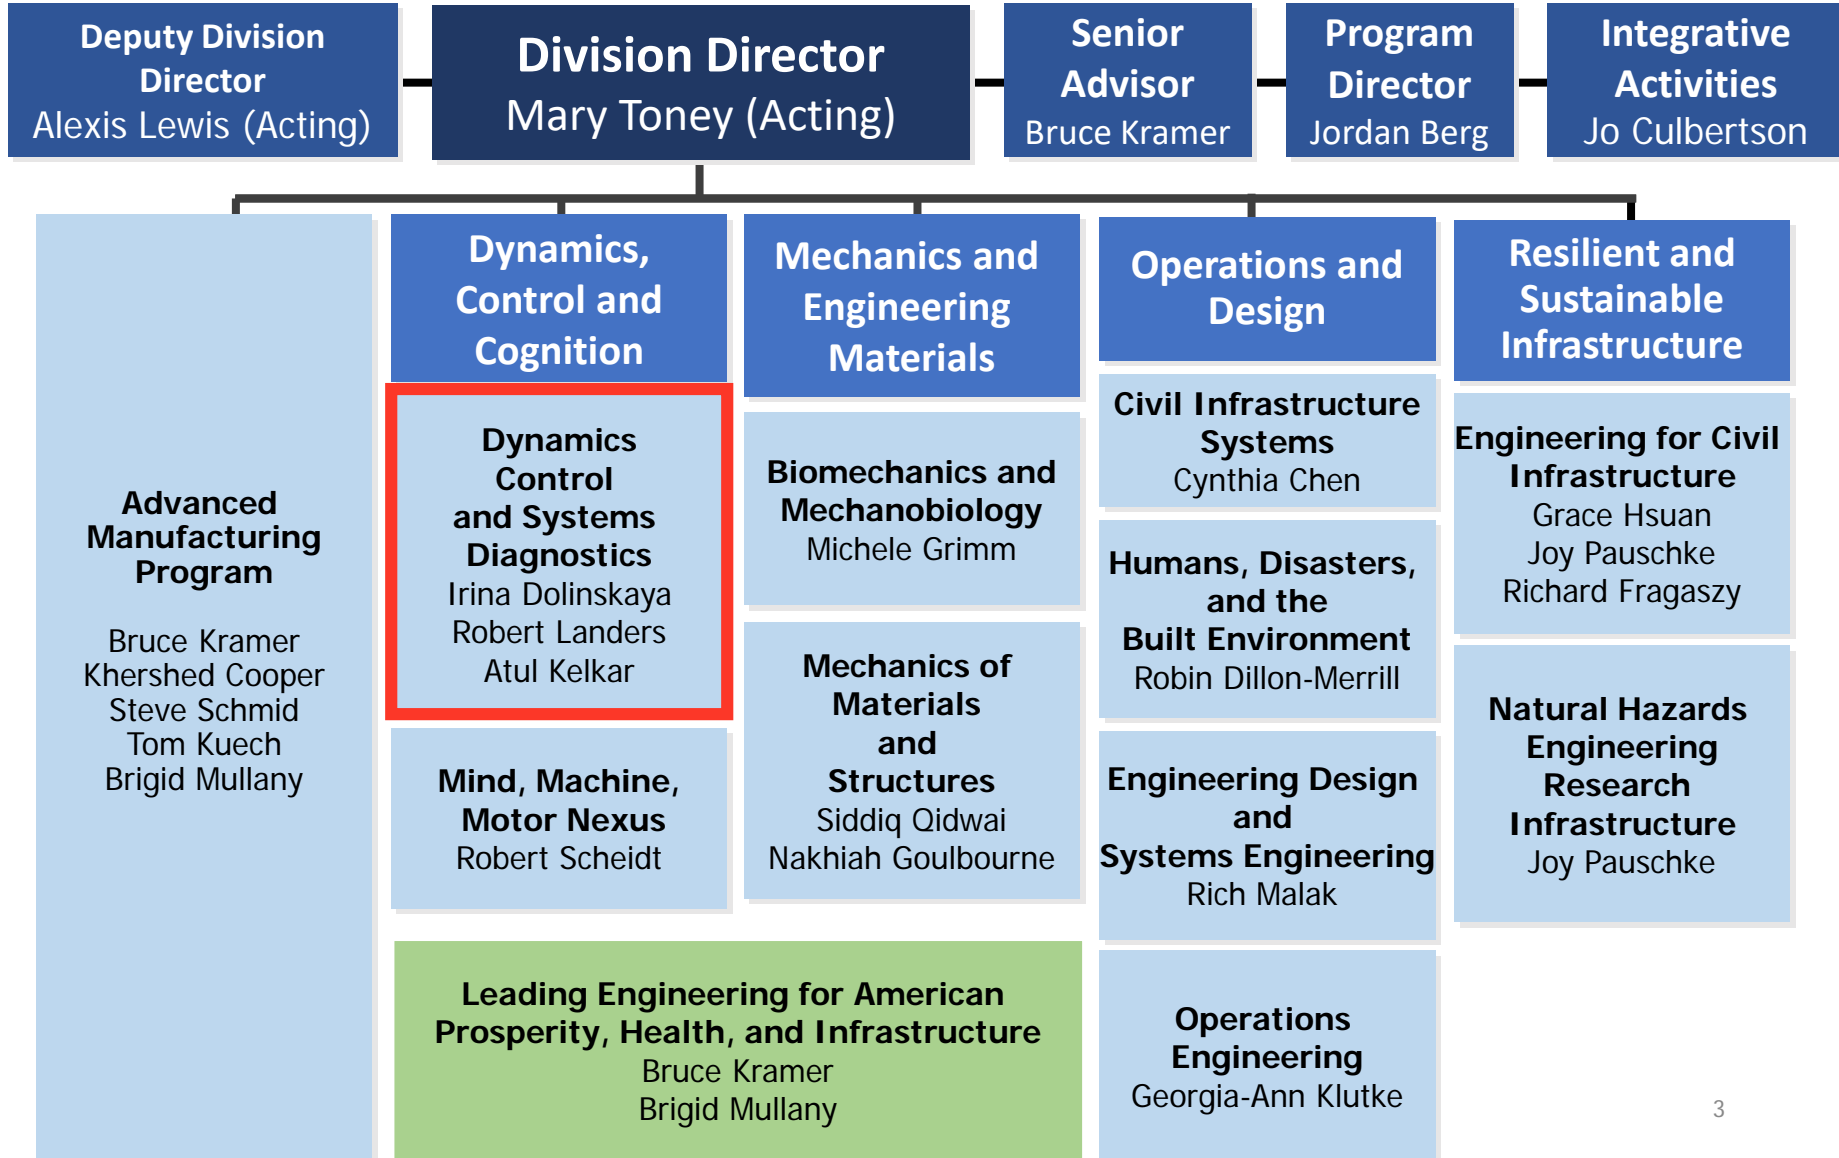 Deputy Division
Director
Alexis Lewis (Acting)
Division Director
Mary Toney (Acting)
Senior
Advisor
Bruce Kramer
Program
Director
Jordan Berg
Integrative
Activities
Jo Culbertson
Advanced
Manufacturing
Program
Bruce Kramer
Khershed Cooper
Steve Schmid
Tom Kuech
Brigid Mullany
Dynamics,
Control and
Cognition
Dynamics
Control
and Systems
Diagnostics
Irina Dolinskaya
Robert Landers
Atul Kelkar
Mind, Machine,
Motor Nexus
Robert Scheidt
Mechanics and
Engineering
Materials
Biomechanics and
Mechanobiology
Michele Grimm
Mechanics of
Materials
and
Structures
Siddiq Qidwai
Nakhiah Goulbourne
Leading Engineering for American
Prosperity, Health, and Infrastructure
Bruce Kramer
Brigid Mullany
Operations and
Design
Civil Infrastructure
Systems
Cynthia Chen
Humans, Disasters,
and the
Built Environment
Robin Dillon-Merrill
Engineering Design
and
Systems Engineering
Rich Malak
Operations
Engineering
Georgia-Ann Klutke
Resilient and
Sustainable
Infrastructure
Engineering for Civil
Infrastructure
Grace Hsuan
Joy Pauschke
Richard Fragaszy
Natural Hazards
Engineering
Research
Infrastructure
Joy Pauschke
3